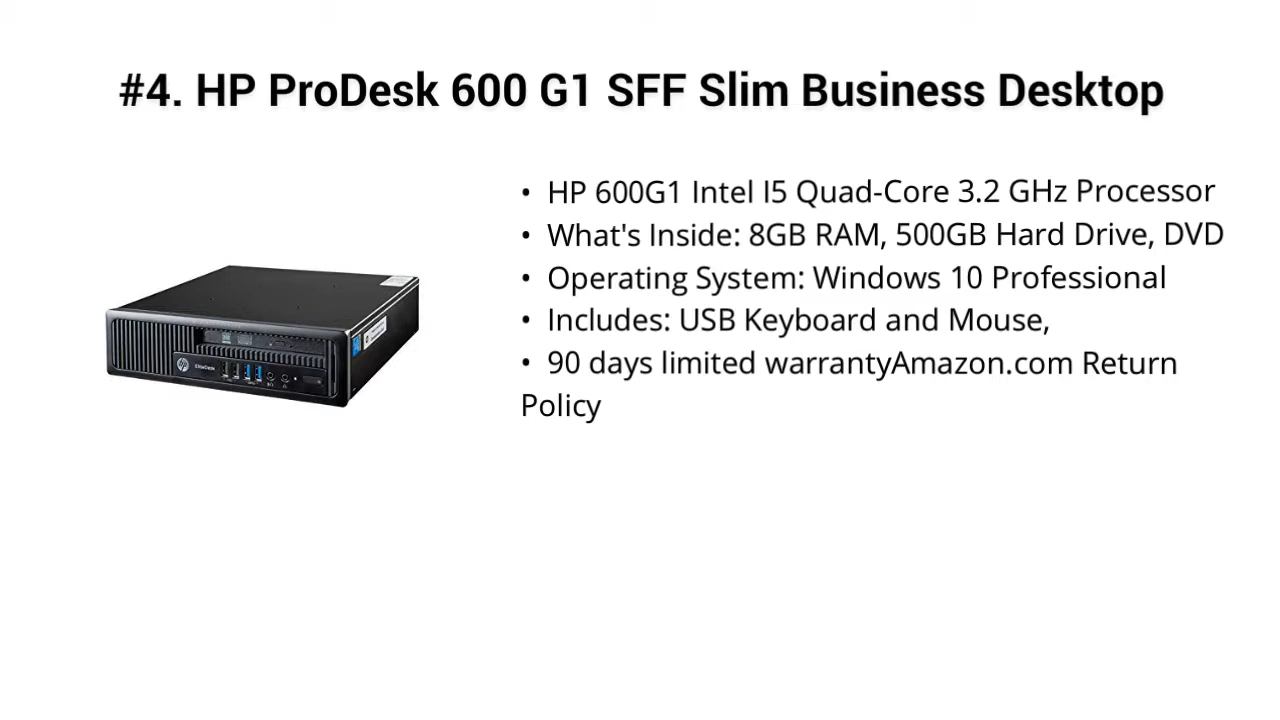 #4. HP ProDesk 600 G1 SFF Slim Business Desktop
• HP 600G1 Intel I5 Quad-Core 3.2 GHz Processor
• What's Inside: 8GB RAM, 500GB Hard Drive, DVD
• Operating System: Windows 10 Professional
• Includes: USB Keyboard and Mouse,
• 90 days limited warrantyAmazon.com Return
Policy
hp EliteDesk